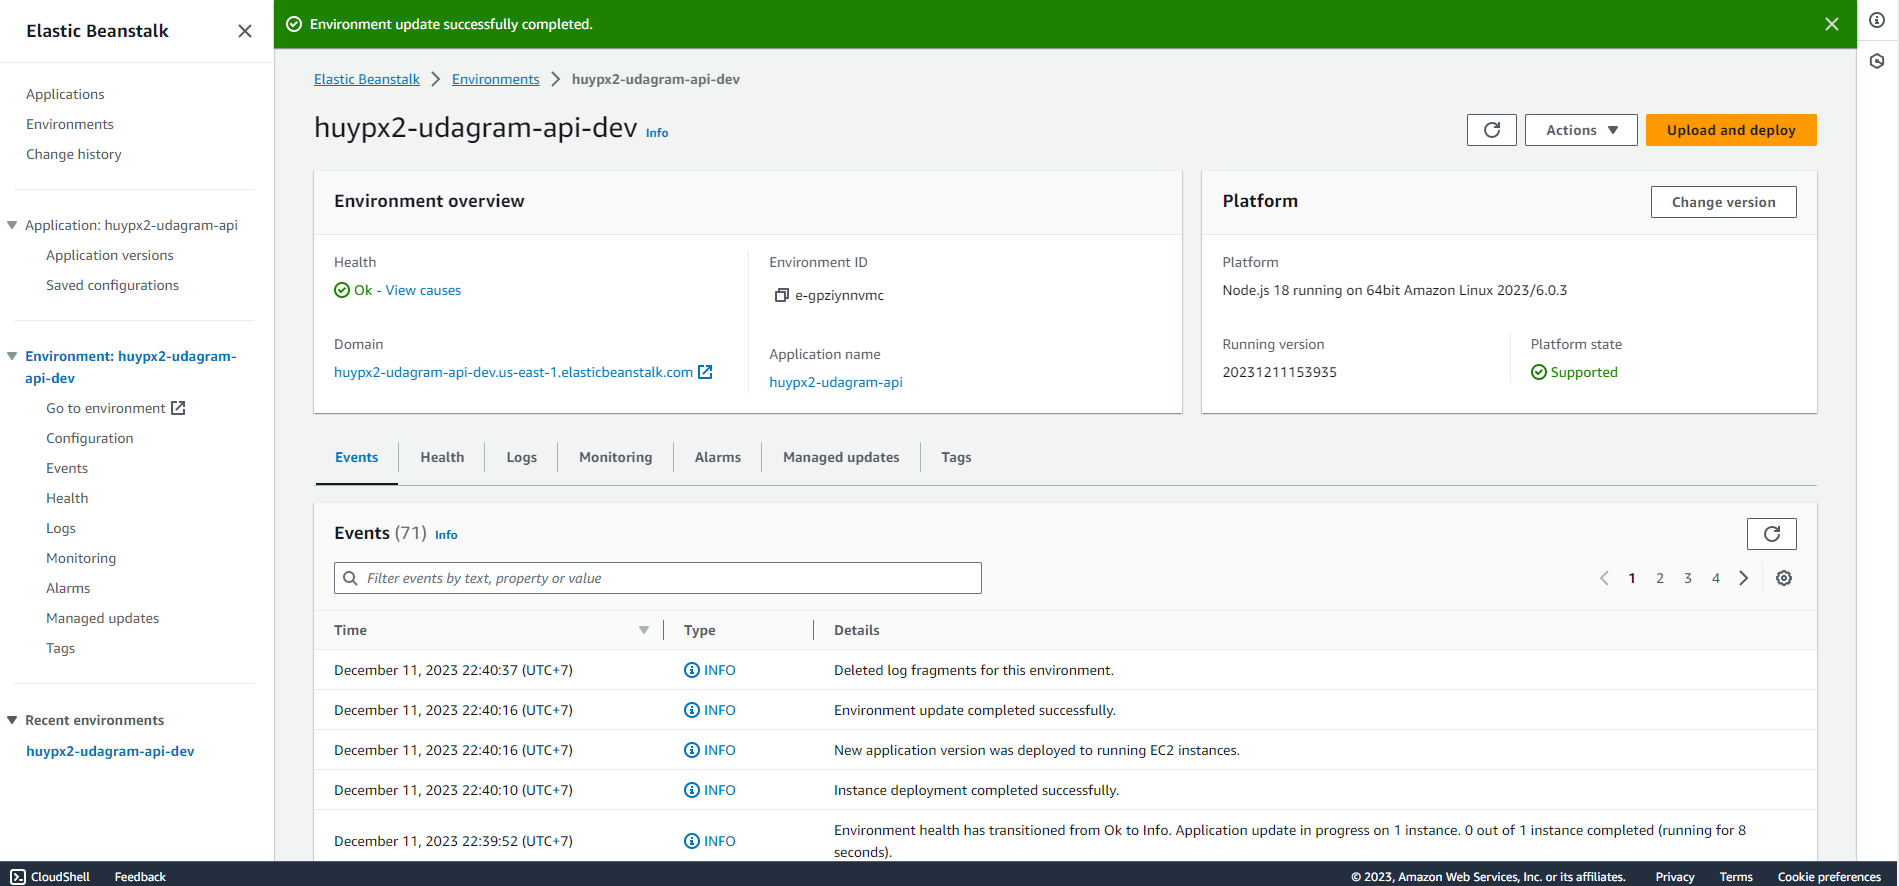 Elastic Beanstalk
Applications
Environments
Change history
Application: huypx2-udagram-api
Application versions
Saved configurations
Environment: huypx2-udagram-
api-dev
Go to environment
Configuration
Events
Health
Logs
Monitoring
Alarms
Managed updates
Tags
Recent environments
huypx2-udagram-api-dev
Environment update successfully completed.
Elastic Beanstalk > Environments > huypx2-udagram-api-dev
huypx2-udagram-api-dev Info
Actions
Upload and deploy
Environment overview
Health
Ok - View causes
Domain
huypx2-udagram-api-dev.us-east-1.elasticbeanstalk.com
Environment ID
e-gpziynnvmc
Application name
huypx2-udagram-api
Platform
Change version
Platform
Node.js 18 running on 64bit Amazon Linux 2023/6.0.3
Running version
20231211153935
Platform state
Supported
Events Health Logs Monitoring Alarms Managed updates Tags
Events (71) Info
Filter events by text, property or value
1 2 3 4
Time Type Details
December 11, 2023 22:40:37 (UTC+7) INFO Deleted log fragments for this environment.
December 11, 2023 22:40:16 (UTC+7) INFO Environment update completed successfully.
December 11, 2023 22:40:16 (UTC+7) INFO New application version was deployed to running EC2 instances.
December 11, 2023 22:40:10 (UTC+7) INFO Instance deployment completed successfully.
December 11, 2023 22:39:52 (UTC+7) INFO Environment health has transitioned from Ok to Info. Application update in progress on 1 instance. 0 out of 1 instance completed (running for 8
seconds).
CloudShell Feedback © 2023, Amazon Web Services, Inc. or its affiliates. Privacy Terms Cookie preferences